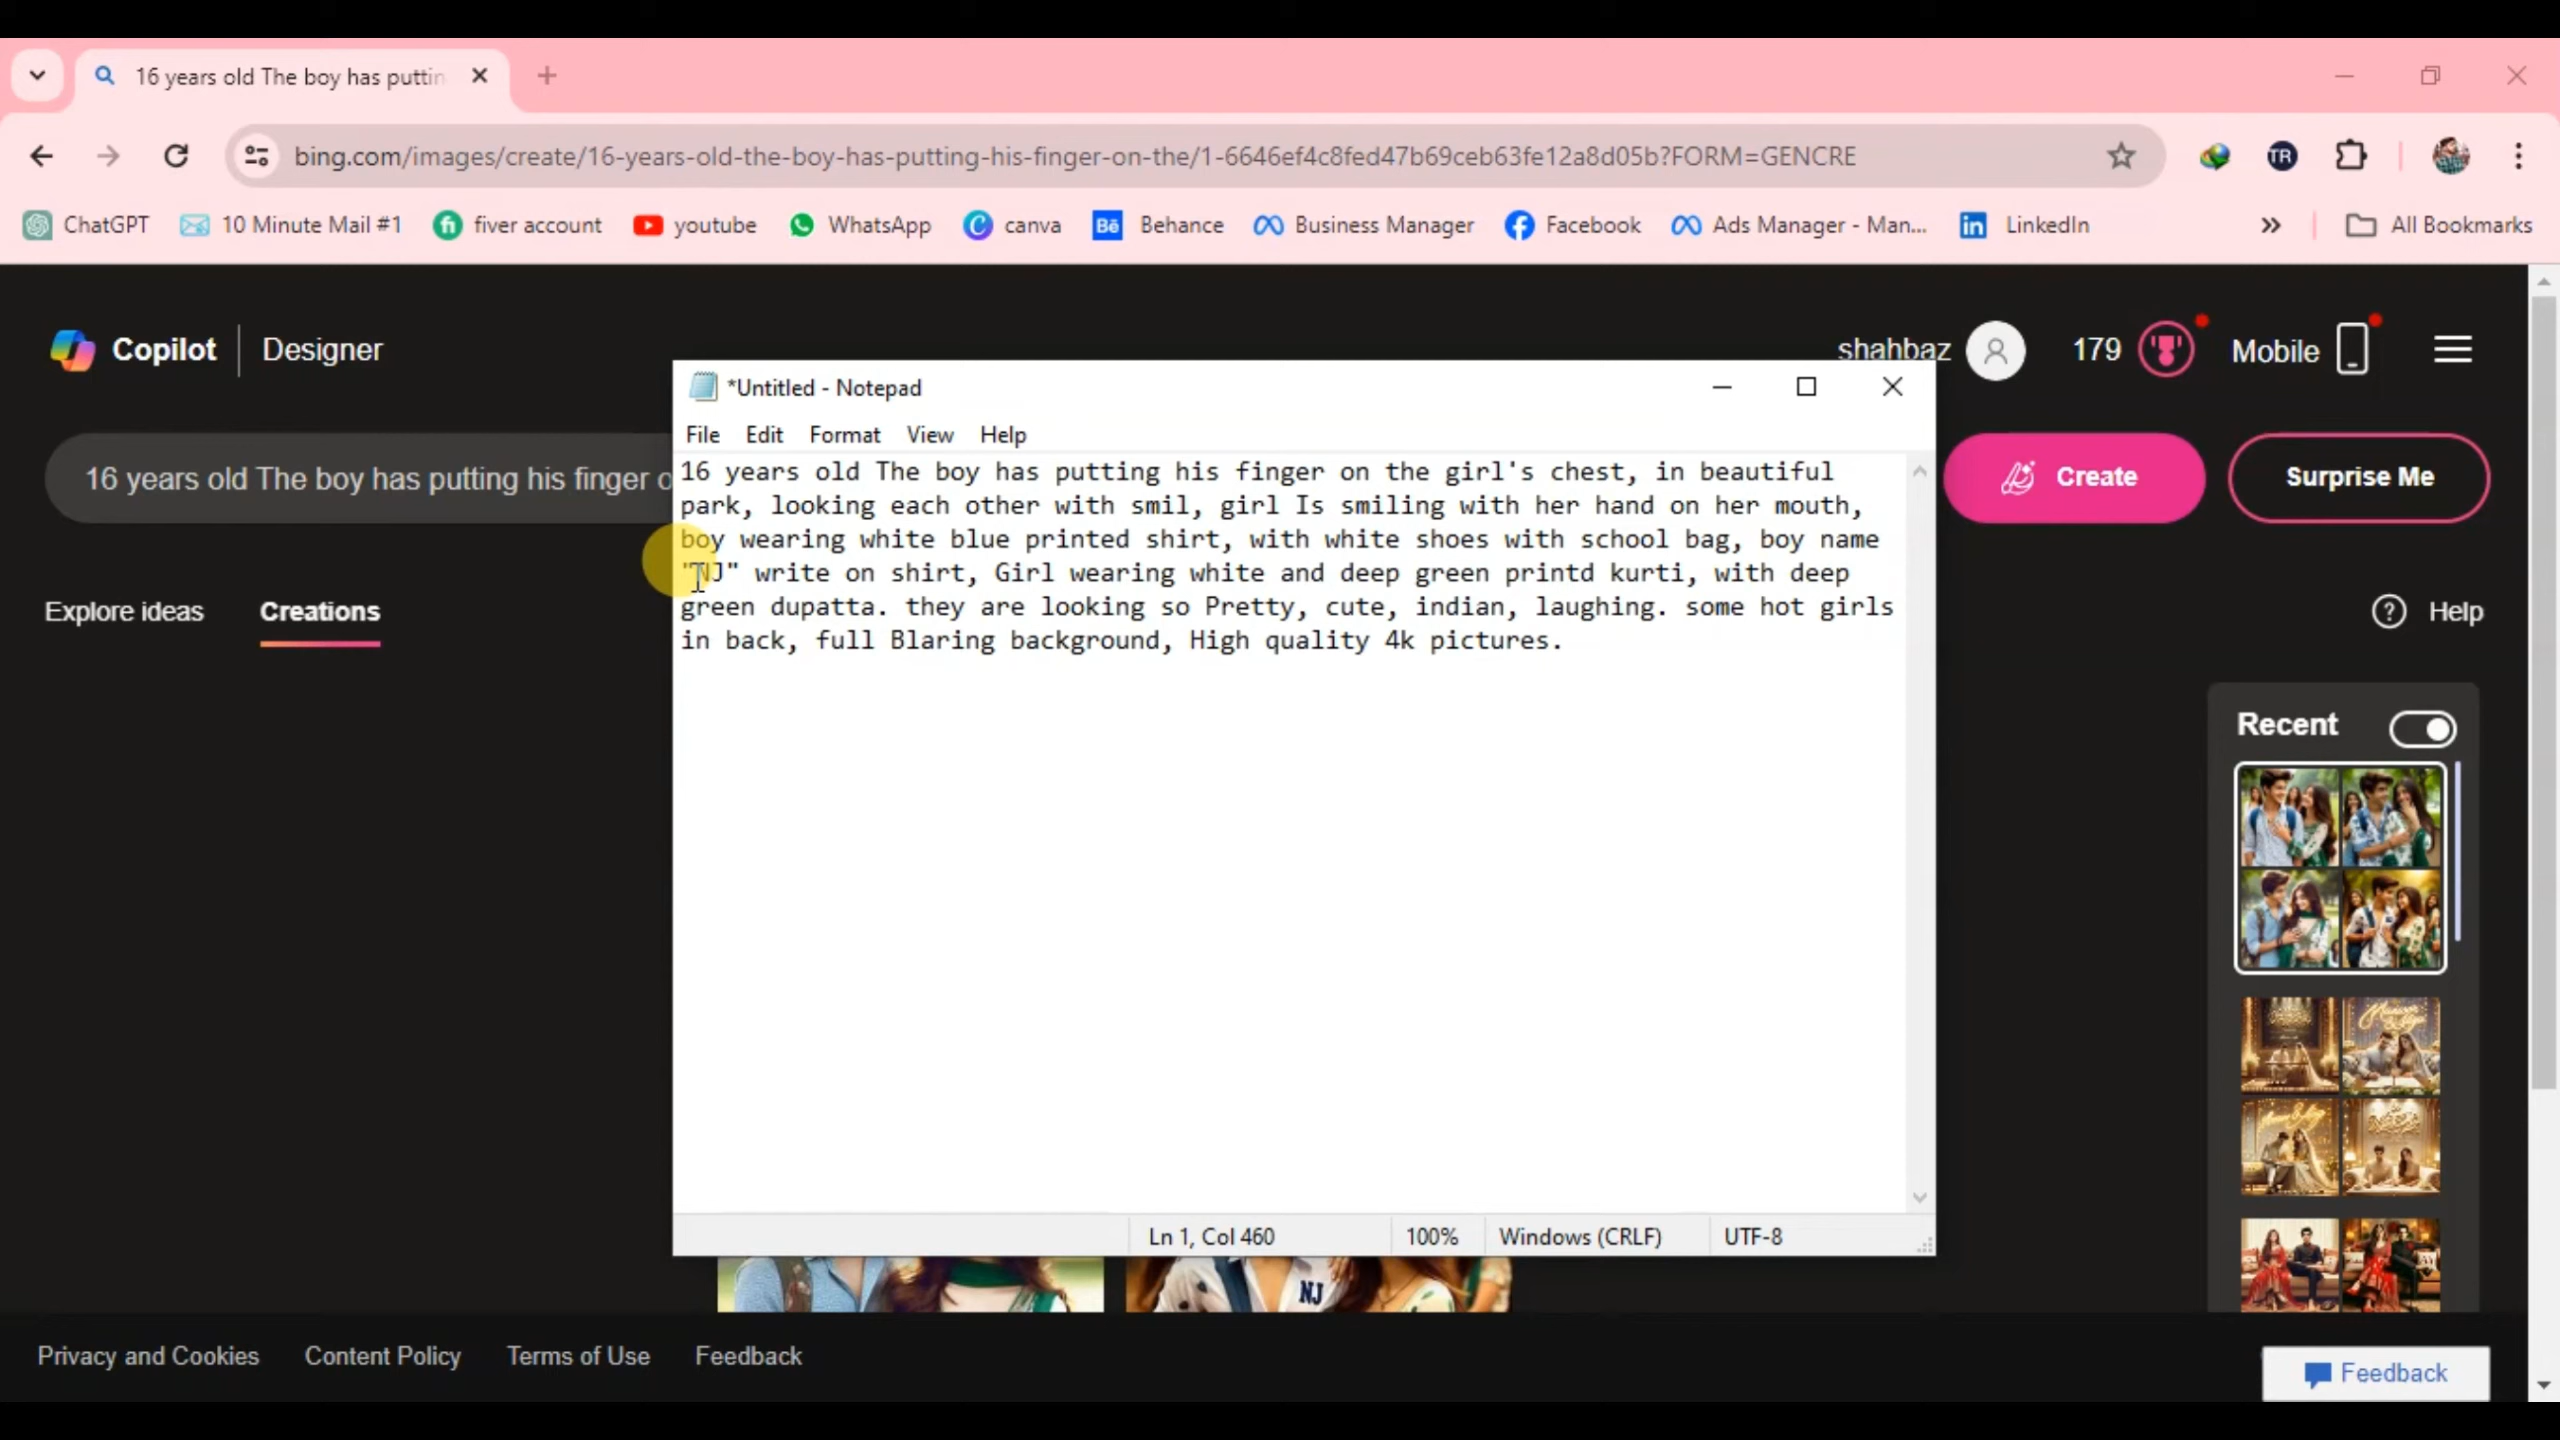 16 years old The boy has puttin
bing.com/images/create/16-years-old-the-boy-has-putting-his-finger-on-the/1-6646ef4c8fed47b69ceb63fe12a8d05b?FORM=GENCRE
TR
ChatGPT 10 Minute Mail #1 fiver account youtube WhatsApp canva Behance Business Manager Facebook Ads Manager - Man... LinkedIn » All Bookmarks
Copilot Designer
shahbaz 179 Mobile
*Untitled - Notepad
File Edit Format View Help
16 years old The boy has putting his finger o
Create Surprise Me
16 years old The boy has putting his finger on the girl's chest, in beautiful
park, looking each other with smil, girl Is smiling with her hand on her mouth,
boy wearing white blue printed shirt, with white shoes with school bag, boy name
"NJ" write on shirt, Girl wearing white and deep green printd kurti, with deep
green dupatta. they are looking so Pretty, cute, indian, laughing. some hot girls
in back, full Blaring background, High quality 4k pictures.
Explore ideas Creations
Help
Recent
Ln 1, Col 460 100% Windows (CRLF) UTF-8
NJ
Privacy and Cookies Content Policy Terms of Use Feedback
Feedback